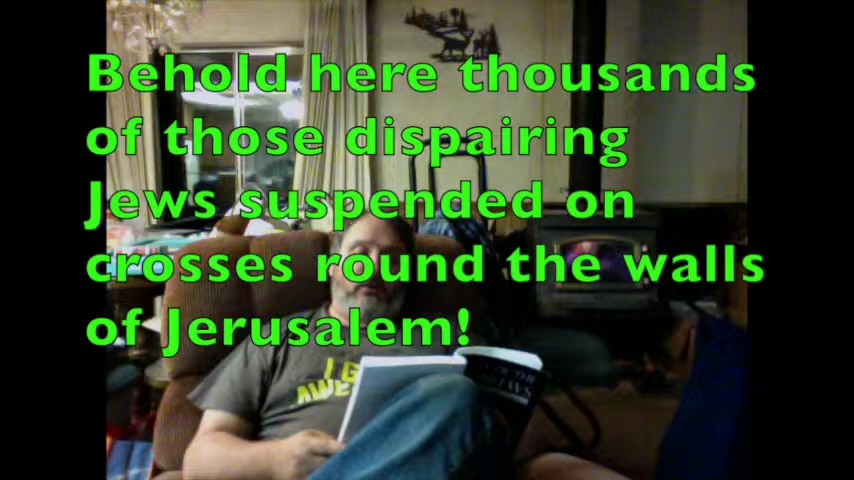 Behold here thousands
of those dispairing
Jews suspended on
crosses round the walls
of Jerusalem!